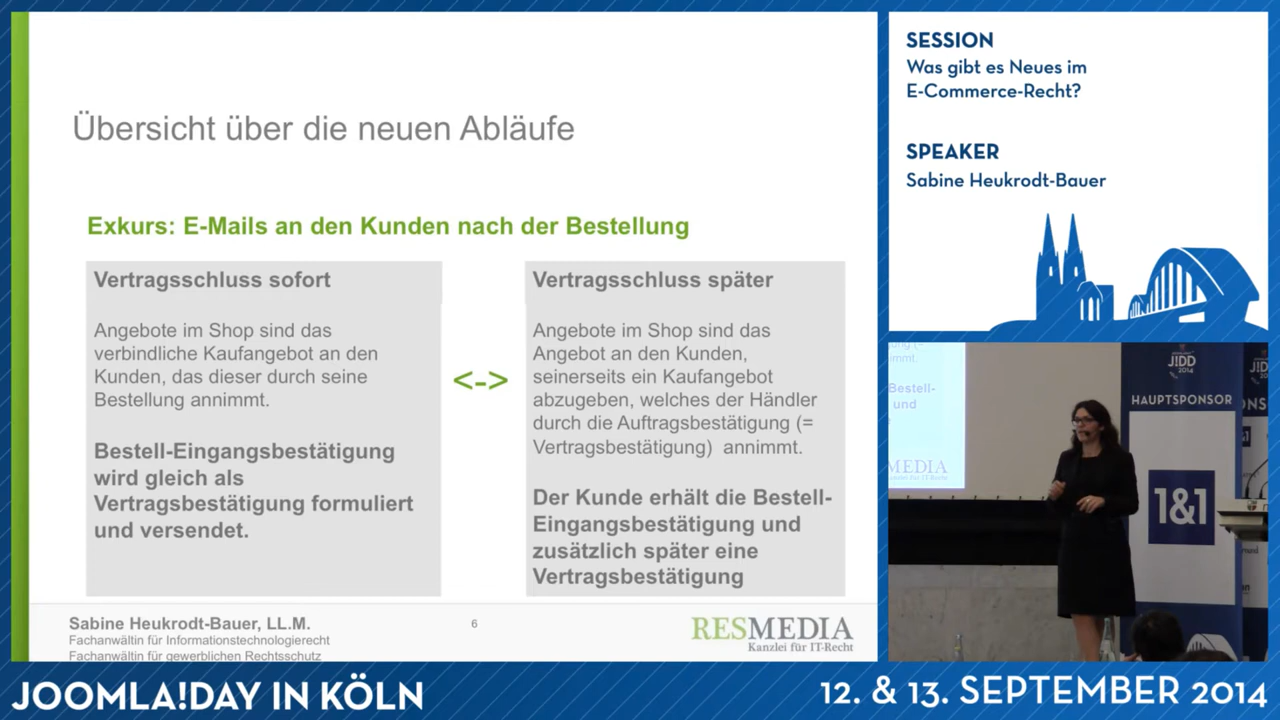 Übersicht über die neuen Abläufe
Exkurs: E-Mails an den Kunden nach der Bestellung
Vertragsschluss sofort
Angebote im Shop sind das
verbindliche Kaufangebot an den
Kunden, das dieser durch seine
Bestellung annimmt.
Bestell-Eingangsbestätigung
wird gleich als
Vertragsbestätigung formuliert
und versendet.
<->
Vertragsschluss später
Angebote im Shop sind das
Angebot an den Kunden,
seinerseits ein Kaufangebot
abzugeben, welches der Händler
durch die Auftragsbestätigung (=
Vertragsbestätigung) annimmt.
Der Kunde erhält die Bestell-
Eingangsbestätigung und
zusätzlich später eine
Vertragsbestätigung
Sabine Heukrodt-Bauer, LL.M.
Fachanwältin für Informationstechnologierecht
Fachanwältin für gewerblichen Rechtsschutz
6
RESMEDIA
Kanzlei für IT-Recht
SESSION
Was gibt es Neues im
E-Commerce-Recht?
SPEAKER
Sabine Heukrodt-Bauer
Bestell-
und
MEDIA
JDD
2014
HAUPTSPONSOR
1&1
JOOMLA!DAY IN KÖLN
12. & 13. SEPTEMBER 2014